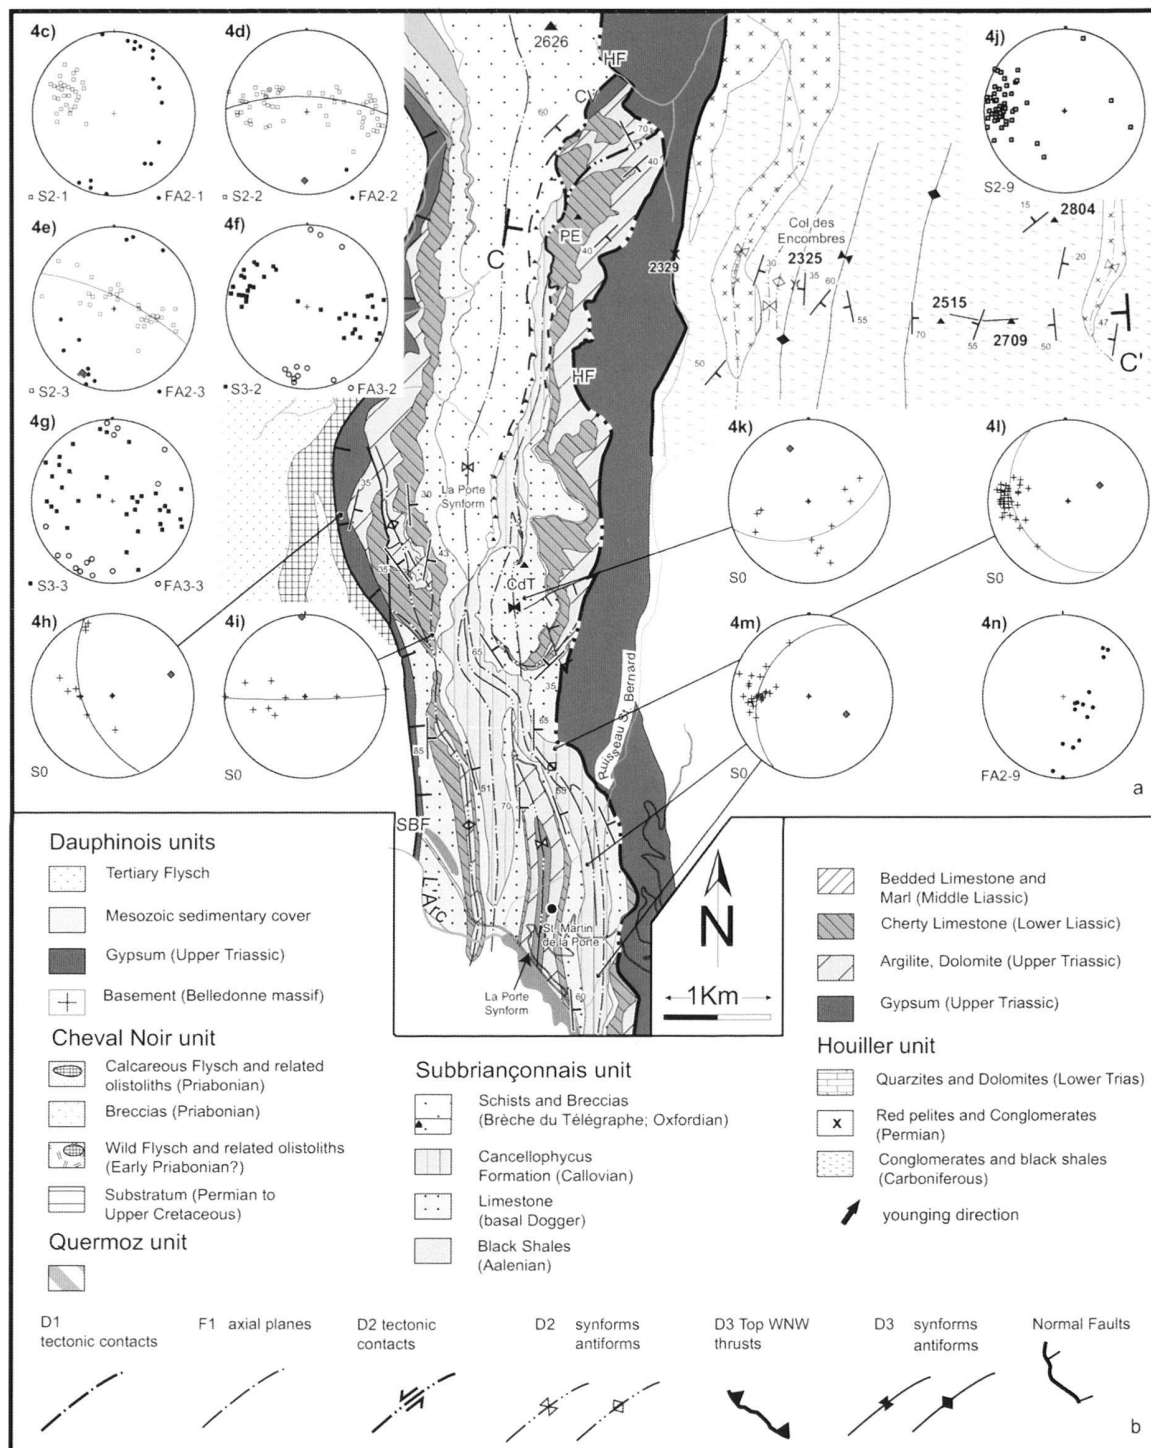 4c)
4d)
2626
HF
4j)
CV
60
70
40
S2-1
FA2-1
S2-2
FA2-2
S2-9
4e)
4f)
C
PE
40
2329
Col des
Encombres
2325
30
35
60
55
15
2804
20
2515
70
55
2709
50
47
C'
50
HF
S2-3
FA2-3
S3-2
FA3-2
4g)
4k)
4l)
35
30
La Porte
Synform
43
35
CdT
S3-3
FA3-3
S0
S0
4h)
4i)
4m)
4n)
65
35
Ruisseau St. Bernard
65
85
51
55
70
S0
S0
S0
FA2-9
a
SBF
L'Arc
St. Martin
de la Porte
La Porte
Synform
60
N
1Km
Dauphinois units
Tertiary Flysch
Mesozoic sedimentary cover
Gypsum (Upper Triassic)
Basement (Belledonne massif)
Cheval Noir unit
Calcareous Flysch and related
olistoliths (Priabonian)
Breccias (Priabonian)
Wild Flysch and related olistoliths
(Early Priabonian?)
Substratum (Permian to
Upper Cretaceous)
Quermoz unit
Subbriançonnais unit
Schists and Breccias
(Brèche du Télégraphe; Oxfordian)
Cancellophycus
Formation (Callovian)
Limestone
(basal Dogger)
Black Shales
(Aalenian)
Bedded Limestone and
Marl (Middle Liassic)
Cherty Limestone (Lower Liassic)
Argilite, Dolomite (Upper Triassic)
Gypsum (Upper Triassic)
Houiller unit
Quarzites and Dolomites (Lower Trias)
x
Red pelites and Conglomerates
(Permian)
Conglomerates and black shales
(Carboniferous)
younging direction
D1
tectonic contacts
F1 axial planes
D2 tectonic
contacts
D2 synforms
antiforms
D3 Top WNW
thrusts
D3 synforms
antiforms
Normal Faults
b